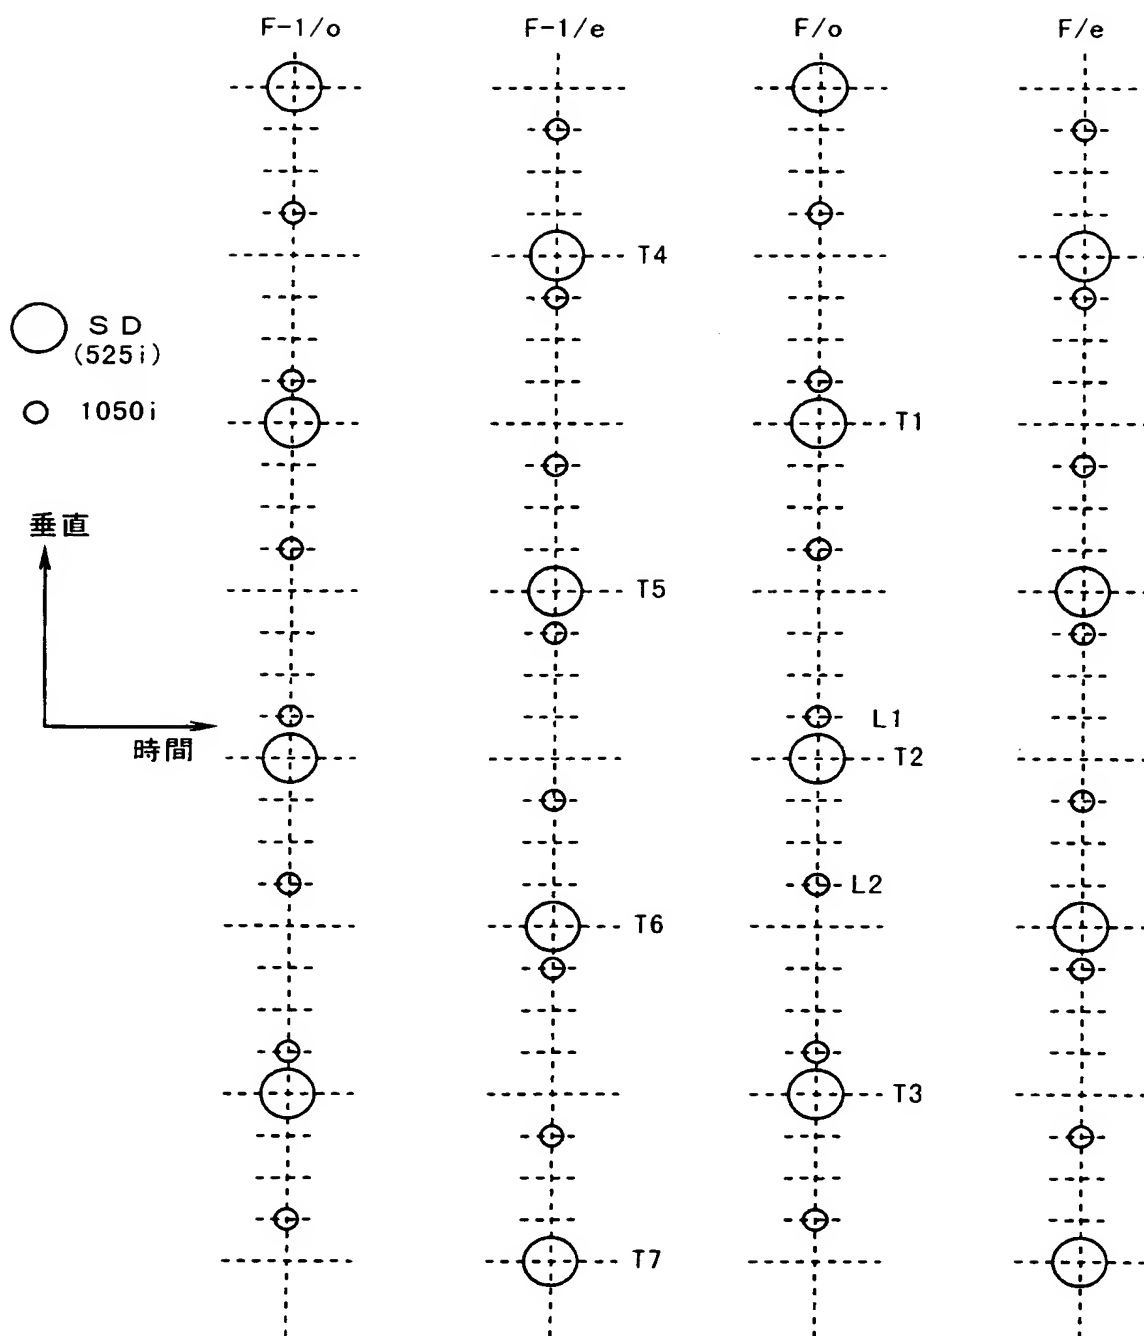 F-1/o F-1/e F/o F/e
T4
SD
(525i)
1050i
T1
垂直
T5
L1
時間
T2
L2
T6
T3
T7